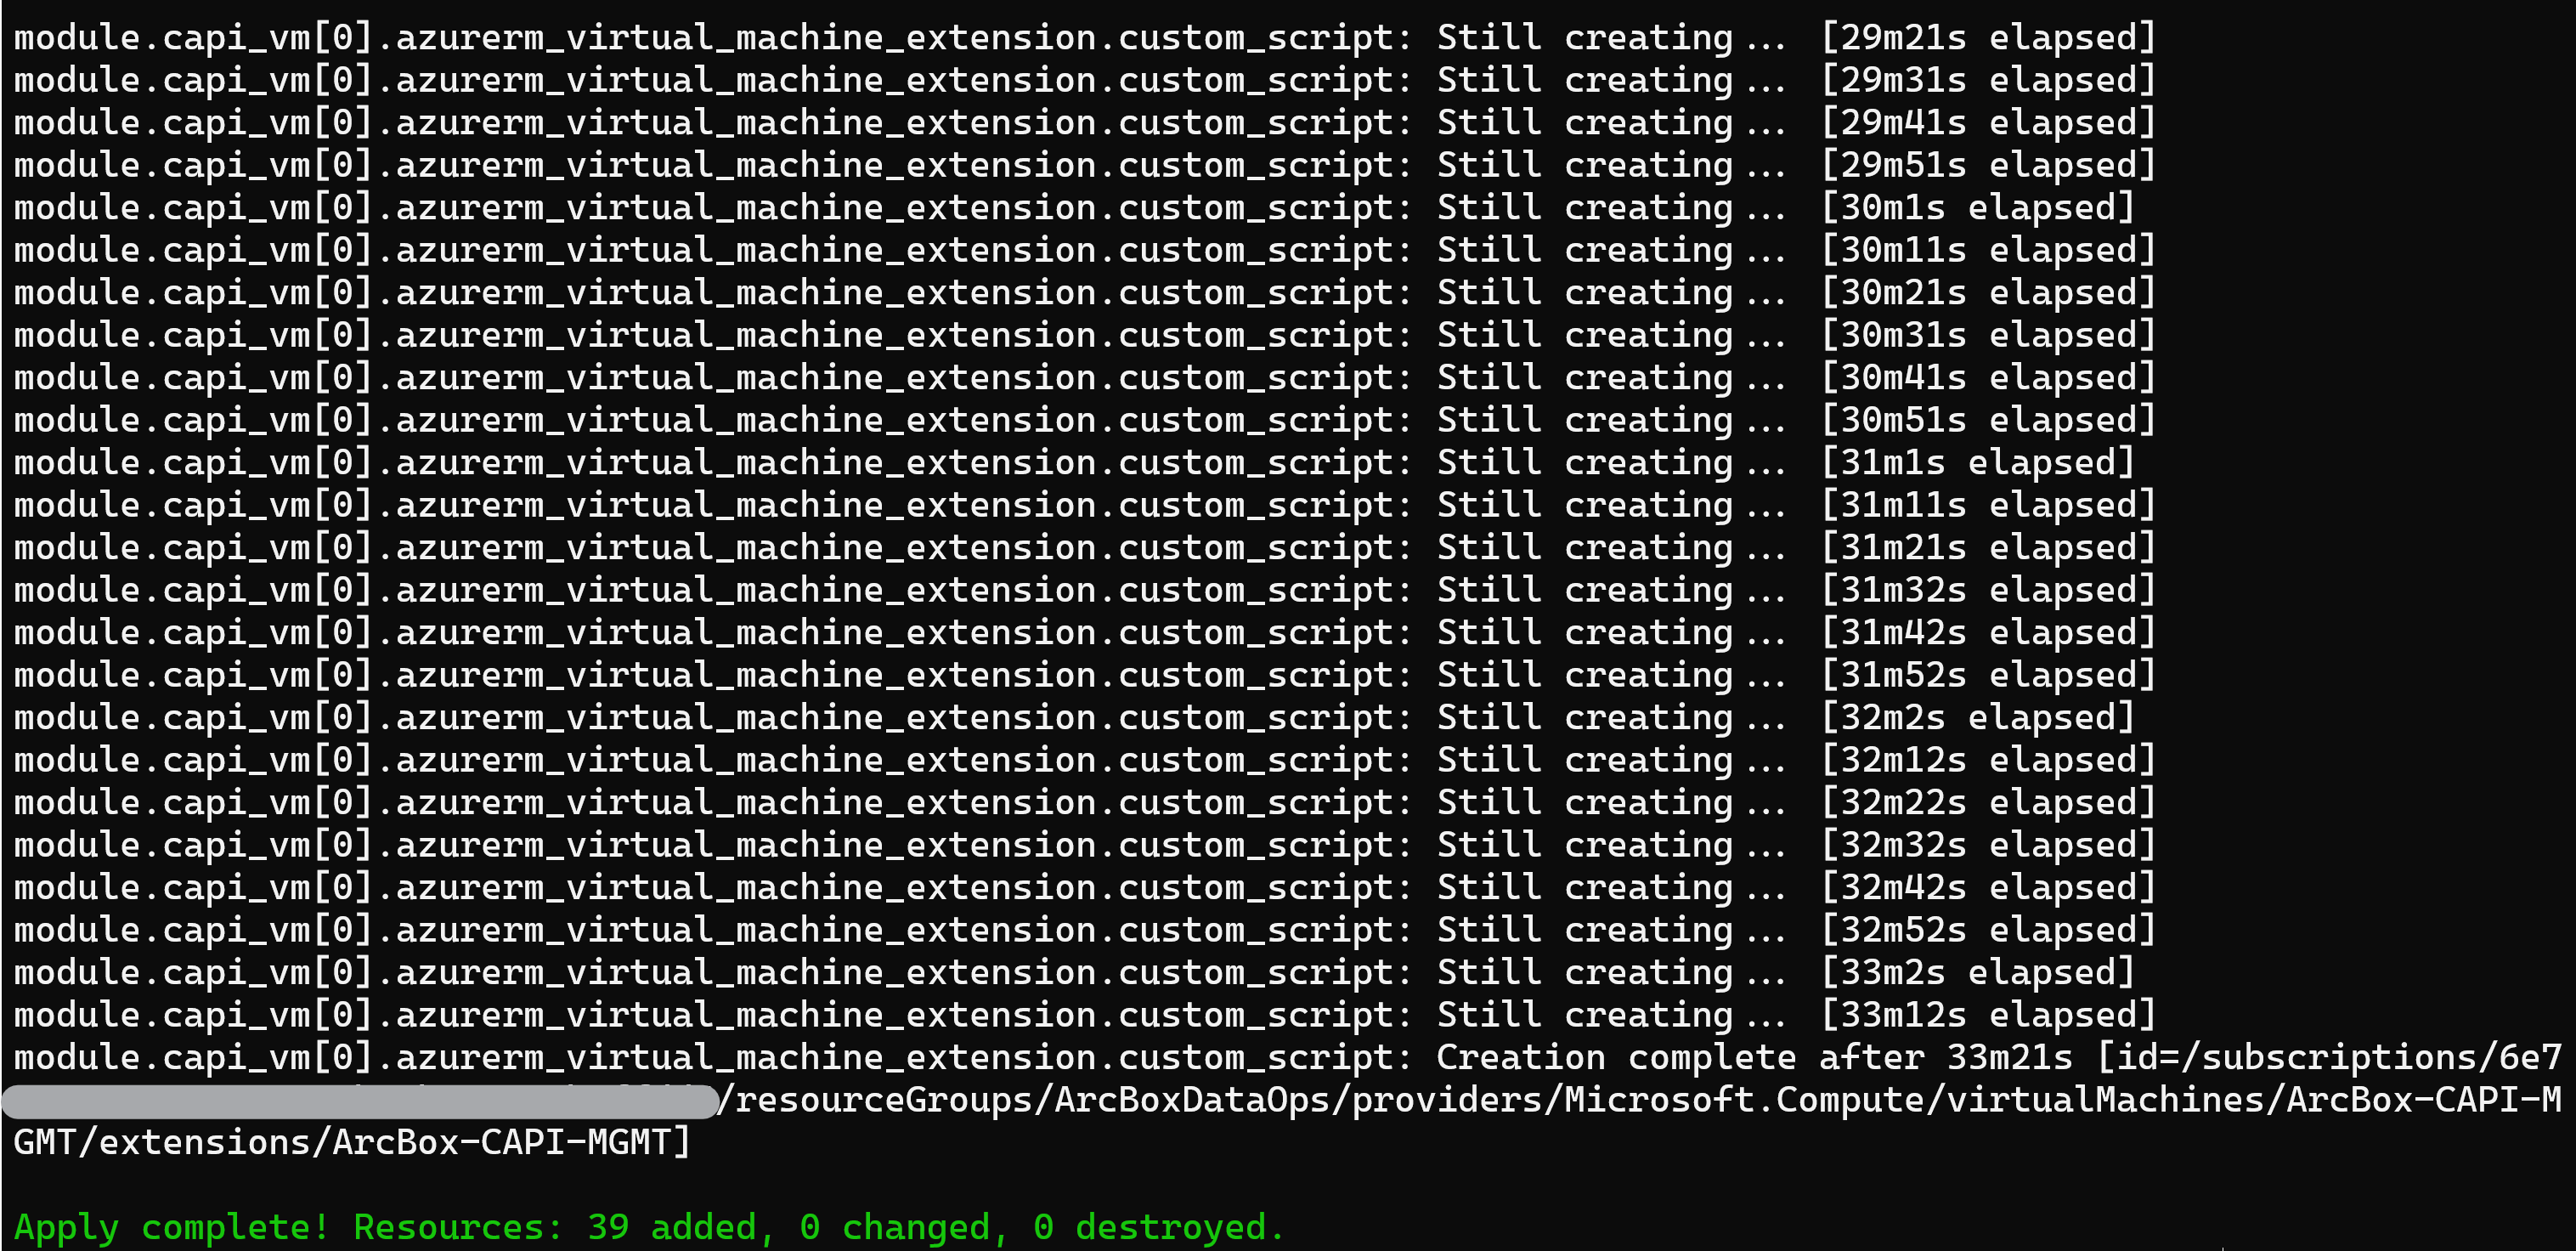 module.capi_vm[0].azurerm_virtual_machine_extension.custom_script: Still creating... [29m21s elapsed]
module.capi_vm[0].azurerm_virtual_machine_extension.custom_script: Still creating... [29m31s elapsed]
module.capi_vm[0].azurerm_virtual_machine_extension.custom_script: Still creating... [29m41s elapsed]
module.capi_vm[0].azurerm_virtual_machine_extension.custom_script: Still creating... [29m51s elapsed]
module.capi_vm[0].azurerm_virtual_machine_extension.custom_script: Still creating... [30m1s elapsed]
module.capi_vm[0].azurerm_virtual_machine_extension.custom_script: Still creating... [30m11s elapsed]
module.capi_vm[0].azurerm_virtual_machine_extension.custom_script: Still creating... [30m21s elapsed]
module.capi_vm[0].azurerm_virtual_machine_extension.custom_script: Still creating... [30m31s elapsed]
module.capi_vm[0].azurerm_virtual_machine_extension.custom_script: Still creating... [30m41s elapsed]
module.capi_vm[0].azurerm_virtual_machine_extension.custom_script: Still creating... [30m51s elapsed]
module.capi_vm[0].azurerm_virtual_machine_extension.custom_script: Still creating... [31m1s elapsed]
module.capi_vm[0].azurerm_virtual_machine_extension.custom_script: Still creating... [31m11s elapsed]
module.capi_vm[0].azurerm_virtual_machine_extension.custom_script: Still creating... [31m21s elapsed]
module.capi_vm[0].azurerm_virtual_machine_extension.custom_script: Still creating... [31m32s elapsed]
module.capi_vm[0].azurerm_virtual_machine_extension.custom_script: Still creating... [31m42s elapsed]
module.capi_vm[0].azurerm_virtual_machine_extension.custom_script: Still creating... [31m52s elapsed]
module.capi_vm[0].azurerm_virtual_machine_extension.custom_script: Still creating... [32m2s elapsed]
module.capi_vm[0].azurerm_virtual_machine_extension.custom_script: Still creating... [32m12s elapsed]
module.capi_vm[0].azurerm_virtual_machine_extension.custom_script: Still creating... [32m22s elapsed]
module.capi_vm[0].azurerm_virtual_machine_extension.custom_script: Still creating... [32m32s elapsed]
module.capi_vm[0].azurerm_virtual_machine_extension.custom_script: Still creating... [32m42s elapsed]
module.capi_vm[0].azurerm_virtual_machine_extension.custom_script: Still creating... [32m52s elapsed]
module.capi_vm[0].azurerm_virtual_machine_extension.custom_script: Still creating... [33m2s elapsed]
module.capi_vm[0].azurerm_virtual_machine_extension.custom_script: Still creating... [33m12s elapsed]
module.capi_vm[0].azurerm_virtual_machine_extension.custom_script: Creation complete after 33m21s [id=/subscriptions/6e7
/resourceGroups/ArcBoxDataOps/providers/Microsoft.Compute/virtualMachines/ArcBox-CAPI-M
GMT/extensions/ArcBox-CAPI-MGMT]
Apply complete! Resources: 39 added, 0 changed, 0 destroyed.